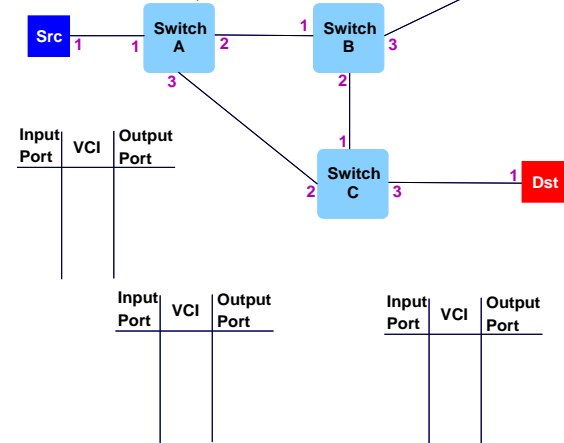 Src
1
1
Switch
A
2
3
1
Switch
B
3
2
1
Switch
C
2
3
1
Dst
Input
Port
VCI
Output
Port
Input
Port
VCI
Output
Port
Input
Port
VCI
Output
Port